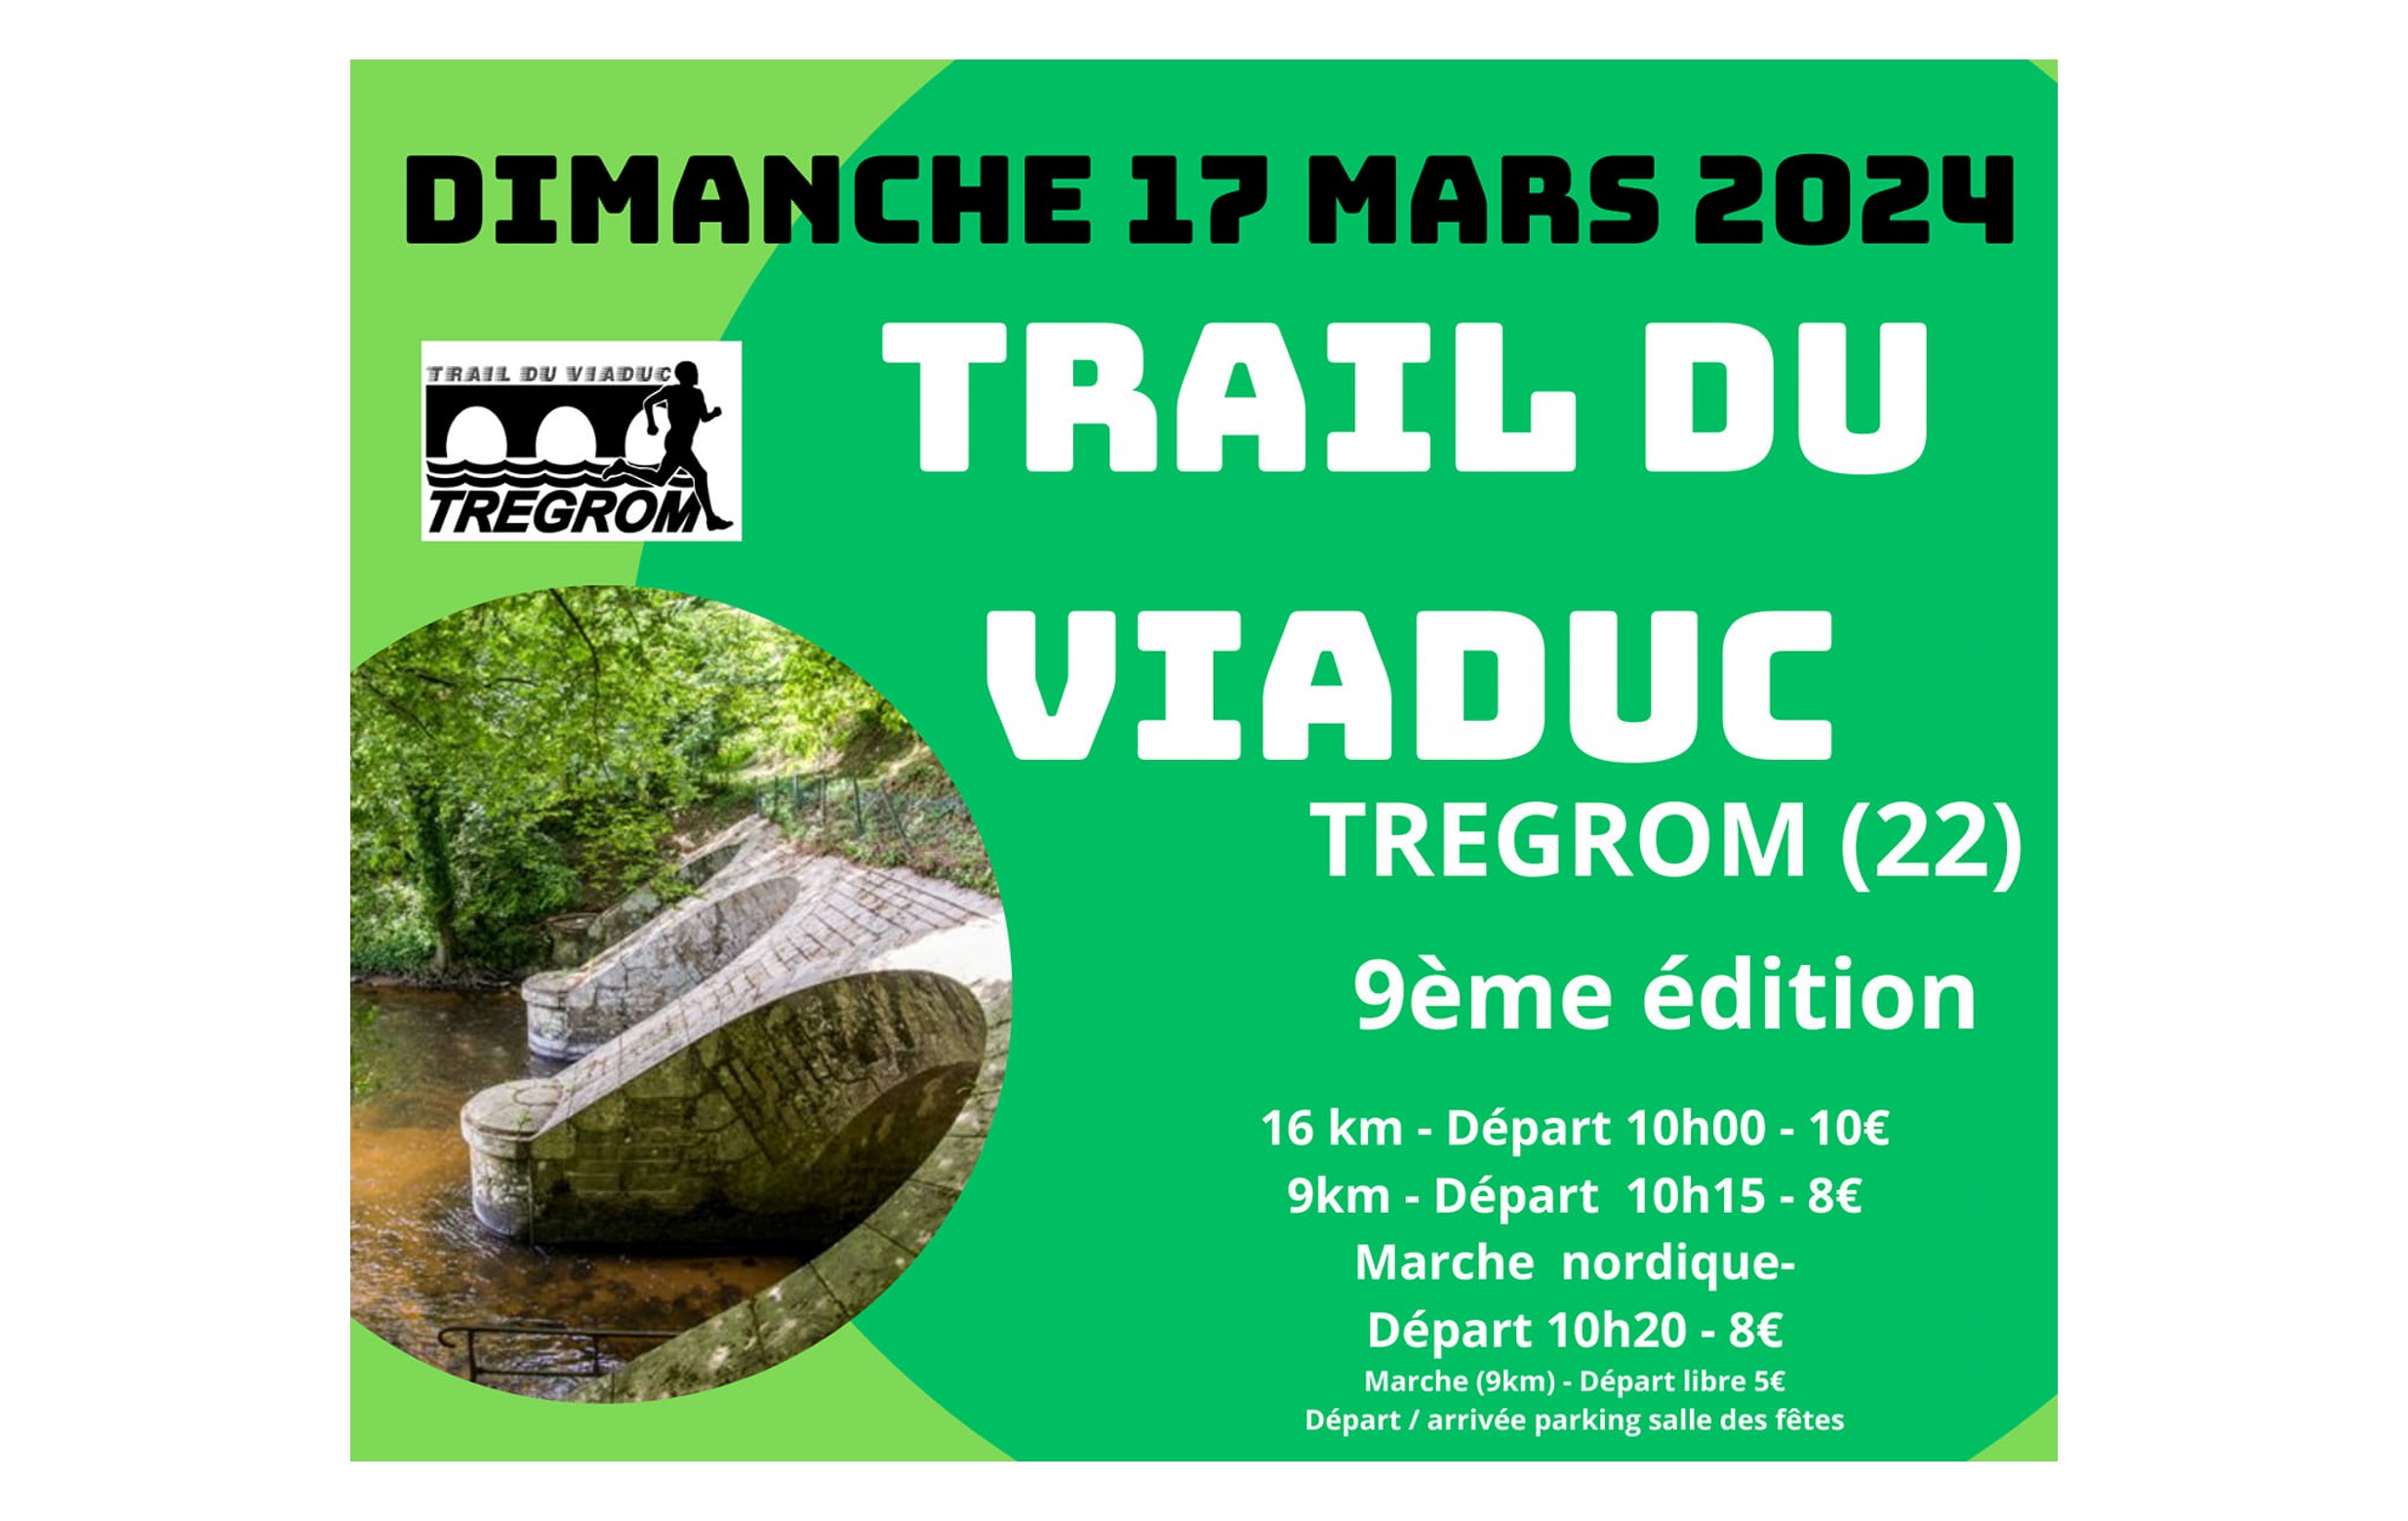 DIMANCHE 17 MARS 2024
TRAIL DU VIADUC
TREGROM
TRAIL DU
VIADUC
TREGROM (22)
9ème édition
16 km - Départ 10h00 - 10€
9km - Départ 10h15 - 8€
Marche nordique-
Départ 10h20 - 8€
Marche (9km) - Départ libre 5€
Départ / arrivée parking salle des fêtes